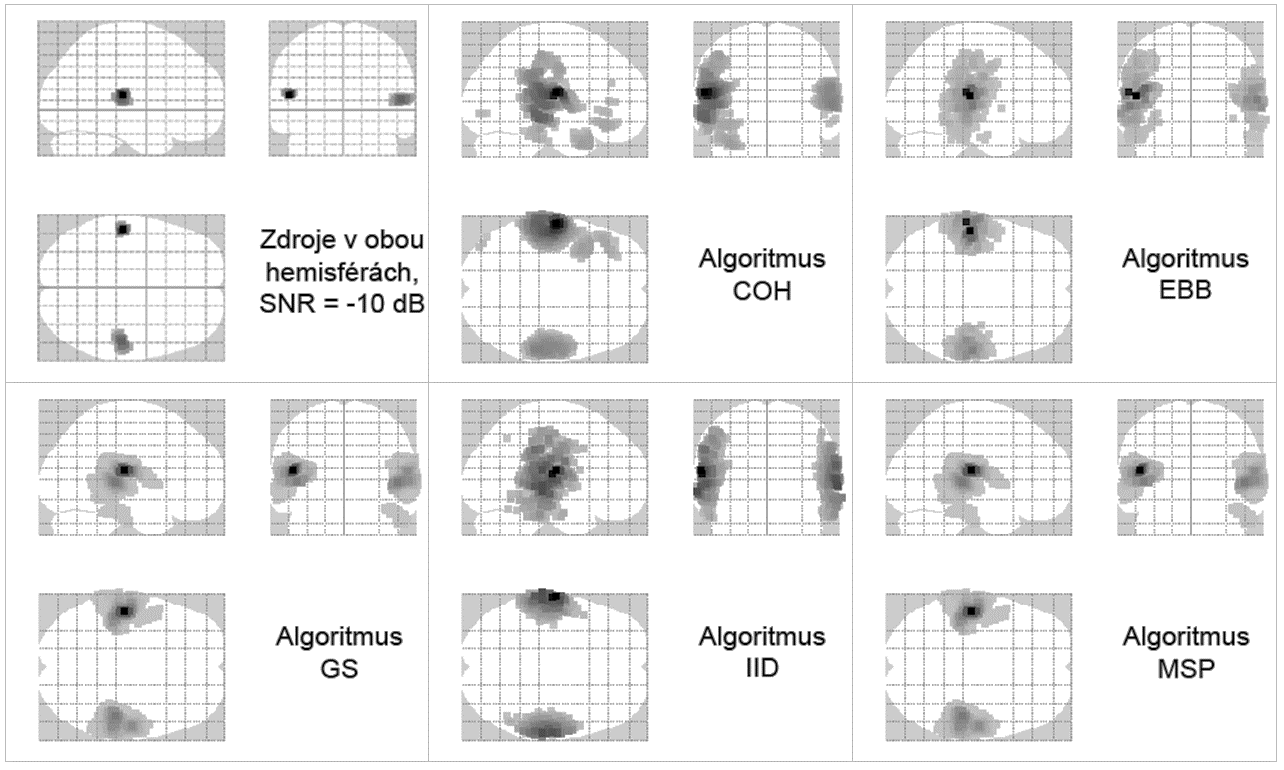 Zdroje v obou
hemisférách,
SNR = -10 dB
Algoritmus
COH
Algoritmus
EBB
Algoritmus
GS
Algoritmus
IID
Algoritmus
MSP